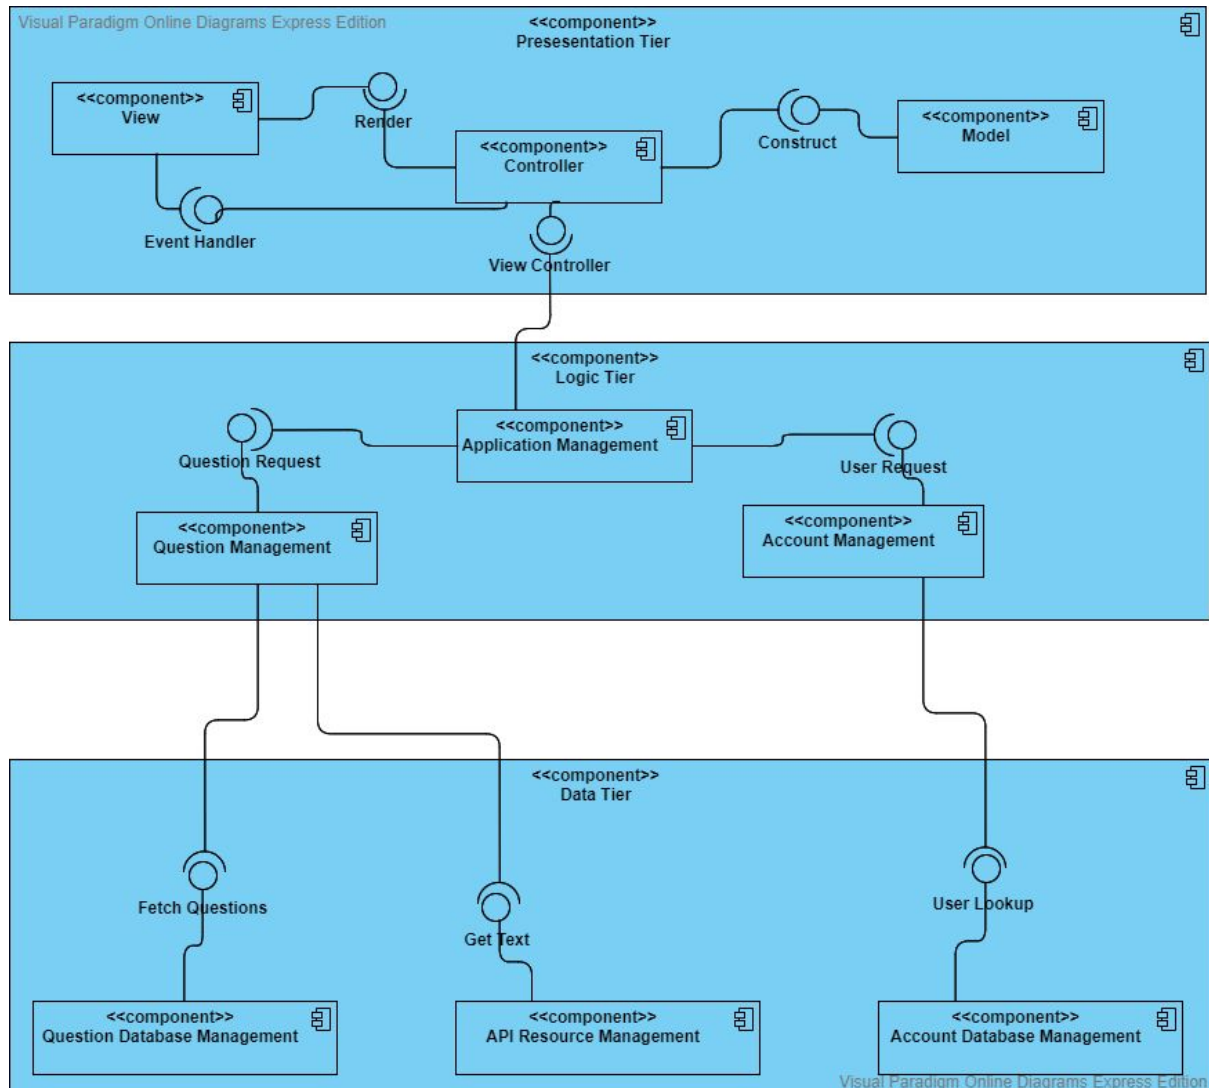 Visual Paradigm Online Diagrams Express Edition
<<component>>
Presesentation Tier
<<component>>
View
Render
<<component>>
Controller
Construct
<<component>>
Model
Event Handler
View Controller
<<component>>
Logic Tier
<<component>>
Application Management
Question Request
User Request
<<component>>
Question Management
<<component>>
Account Management
<<component>>
Data Tier
Fetch Questions
Get Text
User Lookup
<<component>>
Question Database Management
<<component>>
API Resource Management
<<component>>
Account Database Management
Visual Paradigm Online Diagrams Express Edition